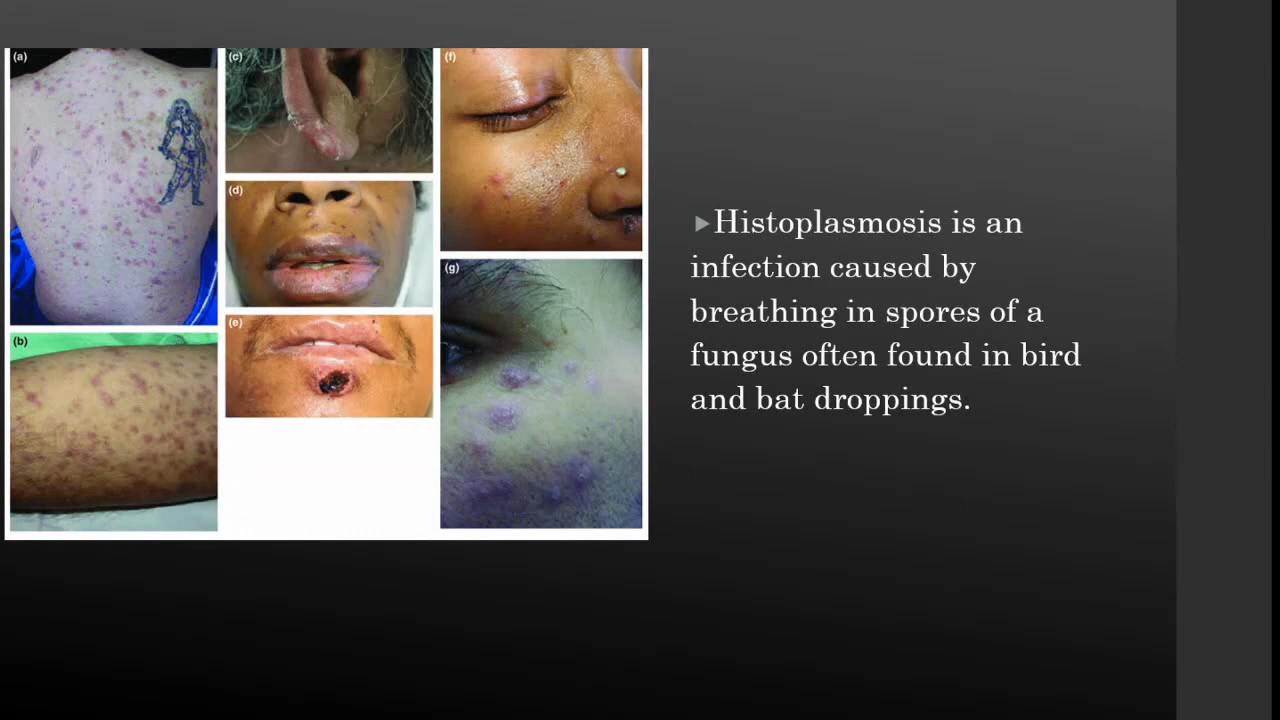 (a)
(b)
(c)
(d)
(e)
(f)
(g)
Histoplasmosis is an
infection caused by
breathing in spores of a
fungus often found in bird
and bat droppings.